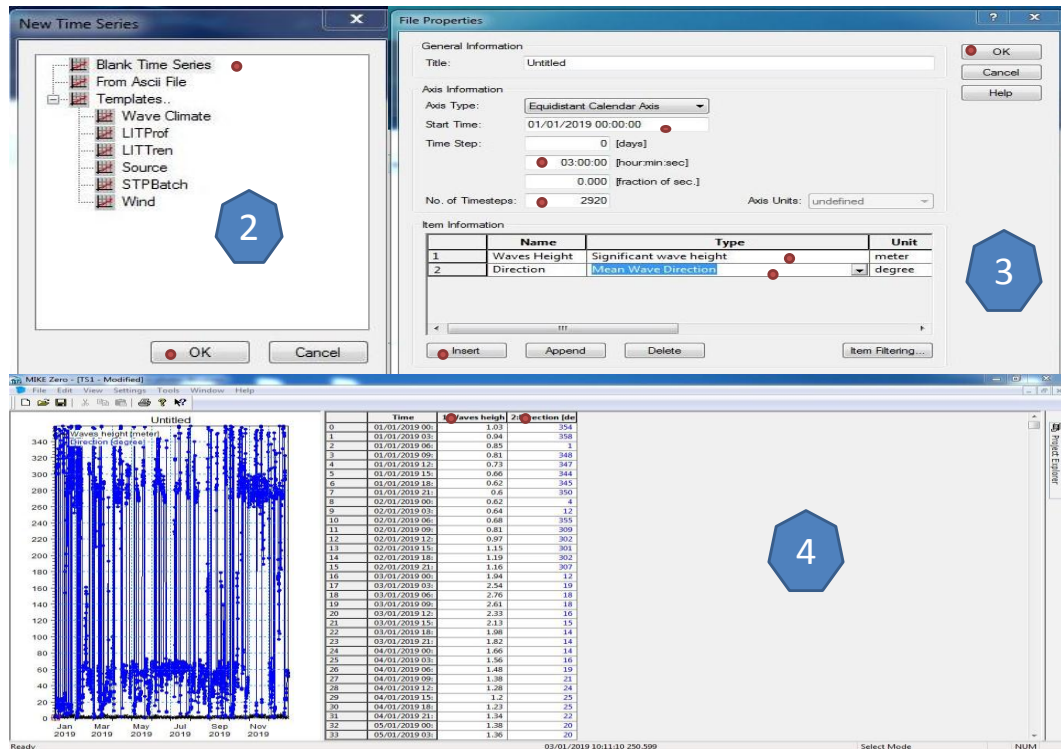 New Time Series
Blank Time Series
From Ascii File
Templates..
Wave Climate
LITProf
LITTren
Source
STPBatch
Wind
2
OK Cancel
File Properties
General Information
Title: Untitled
OK
Cancel
Help
Axis Information
Axis Type: Equidistant Calendar Axis
Start Time: 01/01/2019 00:00:00
Time Step: 0 [days]
03:00:00 [hour:min:sec]
0.000 [fraction of sec.]
No. of Timesteps: 2920 Axis Units: undefined
Item Information
Name Type Unit
1 Waves Height Significant wave height meter
2 Direction Mean Wave Direction degree
3
Insert Append Delete Item Filtering...
MIKE Zero - [TS1 - Modified]
File Edit View Settings Tools Window Help
Untitled
Waves height [meter]
Direction [degree]
340
320
300
280
260
240
220
200
180
160
140
120
100
80
60
40
20
0
Jan Mar May Jul Sep Nov
2019 2019 2019 2019 2019 2019
Time 1:Waves heigh 2:Direction [de
0 01/01/2019 00: 1.03 354
1 01/01/2019 03: 0.94 358
2 01/01/2019 06: 0.85 1
3 01/01/2019 09: 0.81 348
4 01/01/2019 12: 0.73 347
5 01/01/2019 15: 0.66 344
6 01/01/2019 18: 0.62 345
7 01/01/2019 21: 0.6 350
8 02/01/2019 00: 0.62 4
9 02/01/2019 03: 0.64 12
10 02/01/2019 06: 0.68 355
11 02/01/2019 09: 0.81 309
12 02/01/2019 12: 0.97 302
13 02/01/2019 15: 1.15 301
14 02/01/2019 18: 1.19 302
15 02/01/2019 21: 1.16 307
16 03/01/2019 00: 1.94 12
17 03/01/2019 03: 2.54 19
18 03/01/2019 06: 2.76 18
19 03/01/2019 09: 2.61 18
20 03/01/2019 12: 2.33 16
21 03/01/2019 15: 2.13 15
22 03/01/2019 18: 1.98 14
23 03/01/2019 21: 1.82 14
24 04/01/2019 00: 1.66 14
25 04/01/2019 03: 1.56 16
26 04/01/2019 06: 1.48 19
27 04/01/2019 09: 1.38 21
28 04/01/2019 12: 1.28 24
29 04/01/2019 15: 1.2 25
30 04/01/2019 18: 1.23 25
31 04/01/2019 21: 1.34 22
32 05/01/2019 00: 1.38 20
33 05/01/2019 03: 1.36 20
4
Project Explorer
Ready 03/01/2019 10:11:10 250.599 Select Mode NUM